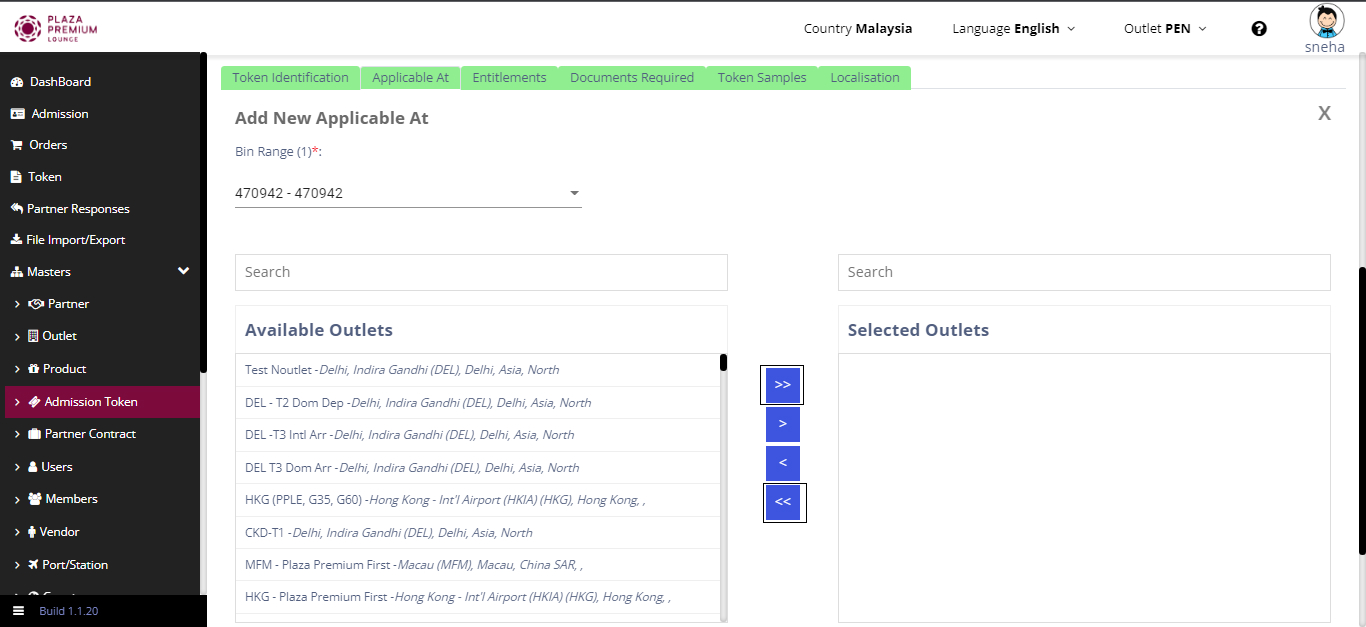 PLAZA
PREMIUM
LOUNGE
Country Malaysia
Language English
Outlet PEN
sneha
DashBoard
Admission
Orders
Token
Partner Responses
File Import/Export
Masters
Partner
Outlet
Product
Admission Token
Partner Contract
Users
Members
Vendor
Port/Station
Build 1.1.20
Token Identification
Applicable At
Entitlements
Documents Required
Token Samples
Localisation
Add New Applicable At
X
Bin Range (1)*:
470942 - 470942
Search
Available Outlets
Test Noutlet -Delhi, Indira Gandhi (DEL), Delhi, Asia, North
DEL - T2 Dom Dep -Delhi, Indira Gandhi (DEL), Delhi, Asia, North
DEL -T3 Intl Arr -Delhi, Indira Gandhi (DEL), Delhi, Asia, North
DEL T3 Dom Arr -Delhi, Indira Gandhi (DEL), Delhi, Asia, North
HKG (PPLE, G35, G60) -Hong Kong - Int'l Airport (HKIA) (HKG), Hong Kong, ,
CKD-T1 -Delhi, Indira Gandhi (DEL), Delhi, Asia, North
MFM - Plaza Premium First -Macau (MFM), Macau, China SAR, ,
HKG - Plaza Premium First -Hong Kong - Int'l Airport (HKIA) (HKG), Hong Kong, ,
>>
>
<
<<
Search
Selected Outlets